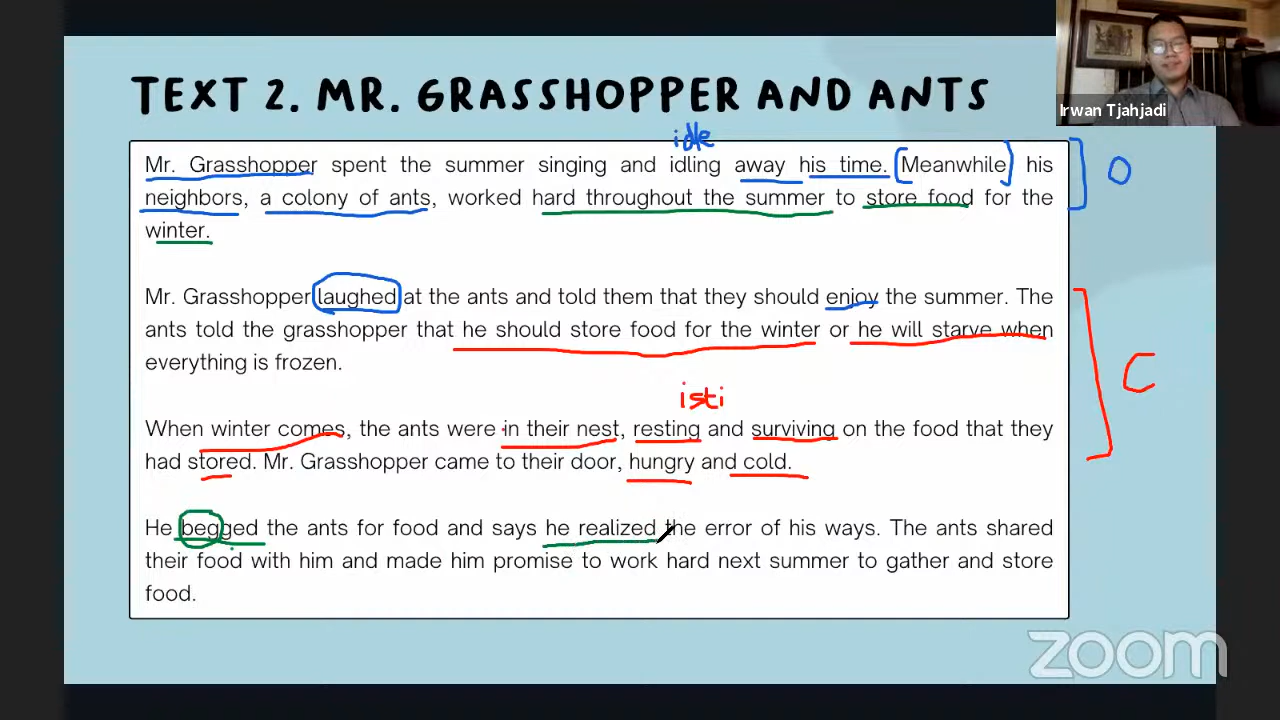 TEXT 2. MR. GRASSHOPPER AND ANTS
Irwan Tjahjadi
idle
Mr. Grasshopper spent the summer singing and idling away his time. [Meanwhile] his
neighbors, a colony of ants, worked hard throughout the summer to store food for the
winter.
O
Mr. Grasshopper laughed at the ants and told them that they should enjoy the summer. The
ants told the grasshopper that he should store food for the winter or he will starve when
everything is frozen.
C
isti
When winter comes, the ants were in their nest, resting and surviving on the food that they
had stored. Mr. Grasshopper came to their door, hungry and cold.
He begged the ants for food and says he realized the error of his ways. The ants shared
their food with him and made him promise to work hard next summer to gather and store
food.
zoom